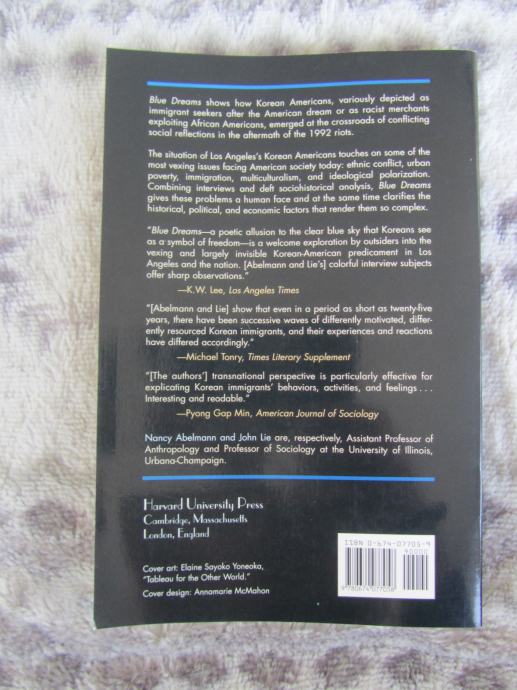 Blue Dreams shows how Korean Americans, variously depicted as
immigrant seekers after the American dream or as racist merchants
exploiting African Americans, emerged at the crossroads of conflicting
social reflections in the aftermath of the 1992 riots.
The situation of Los Angeles's Korean Americans touches on some of the
most vexing issues facing American society today: ethnic conflict, urban
poverty, immigration, multiculturalism, and ideological polarization.
Combining interviews and deft sociohistorical analysis, Blue Dreams
gives these problems a human face and at the same time clarifies the
historical, political, and economic factors that render them so complex.
"Blue Dreams—a poetic allusion to the clear blue sky that Koreans see
as a symbol of freedom—is a welcome exploration by outsiders into the
vexing and largely invisible Korean-American predicament in Los
Angeles and the nation. [Abelmann and Lie's] colorful interview subjects
offer sharp observations."
—K.W. Lee, Los Angeles Times
"[Abelmann and Lie] show that even in a period as short as twenty-five
years, there have been successive waves of differently motivated, differ-
ently resourced Korean immigrants, and their experiences and reactions
have differed accordingly."
—Michael Tonry, Times Literary Supplement
"[The authors'] transnational perspective is particularly effective for
explicating Korean immigrants' behaviors, activities, and feelings . . .
Interesting and readable."
—Pyong Gap Min, American Journal of Sociology
Nancy Abelmann and John Lie are, respectively, Assistant Professor of
Anthropology and Professor of Sociology at the University of Illinois,
Urbana-Champaign.
Harvard University Press
Cambridge, Massachusetts
London, England
Cover art: Elaine Sayoko Yoneoka,
"Tableau for the Other World."
Cover design: Annamarie McMahon
ISBN 0-674-07705-9
90000
9 780674 077058